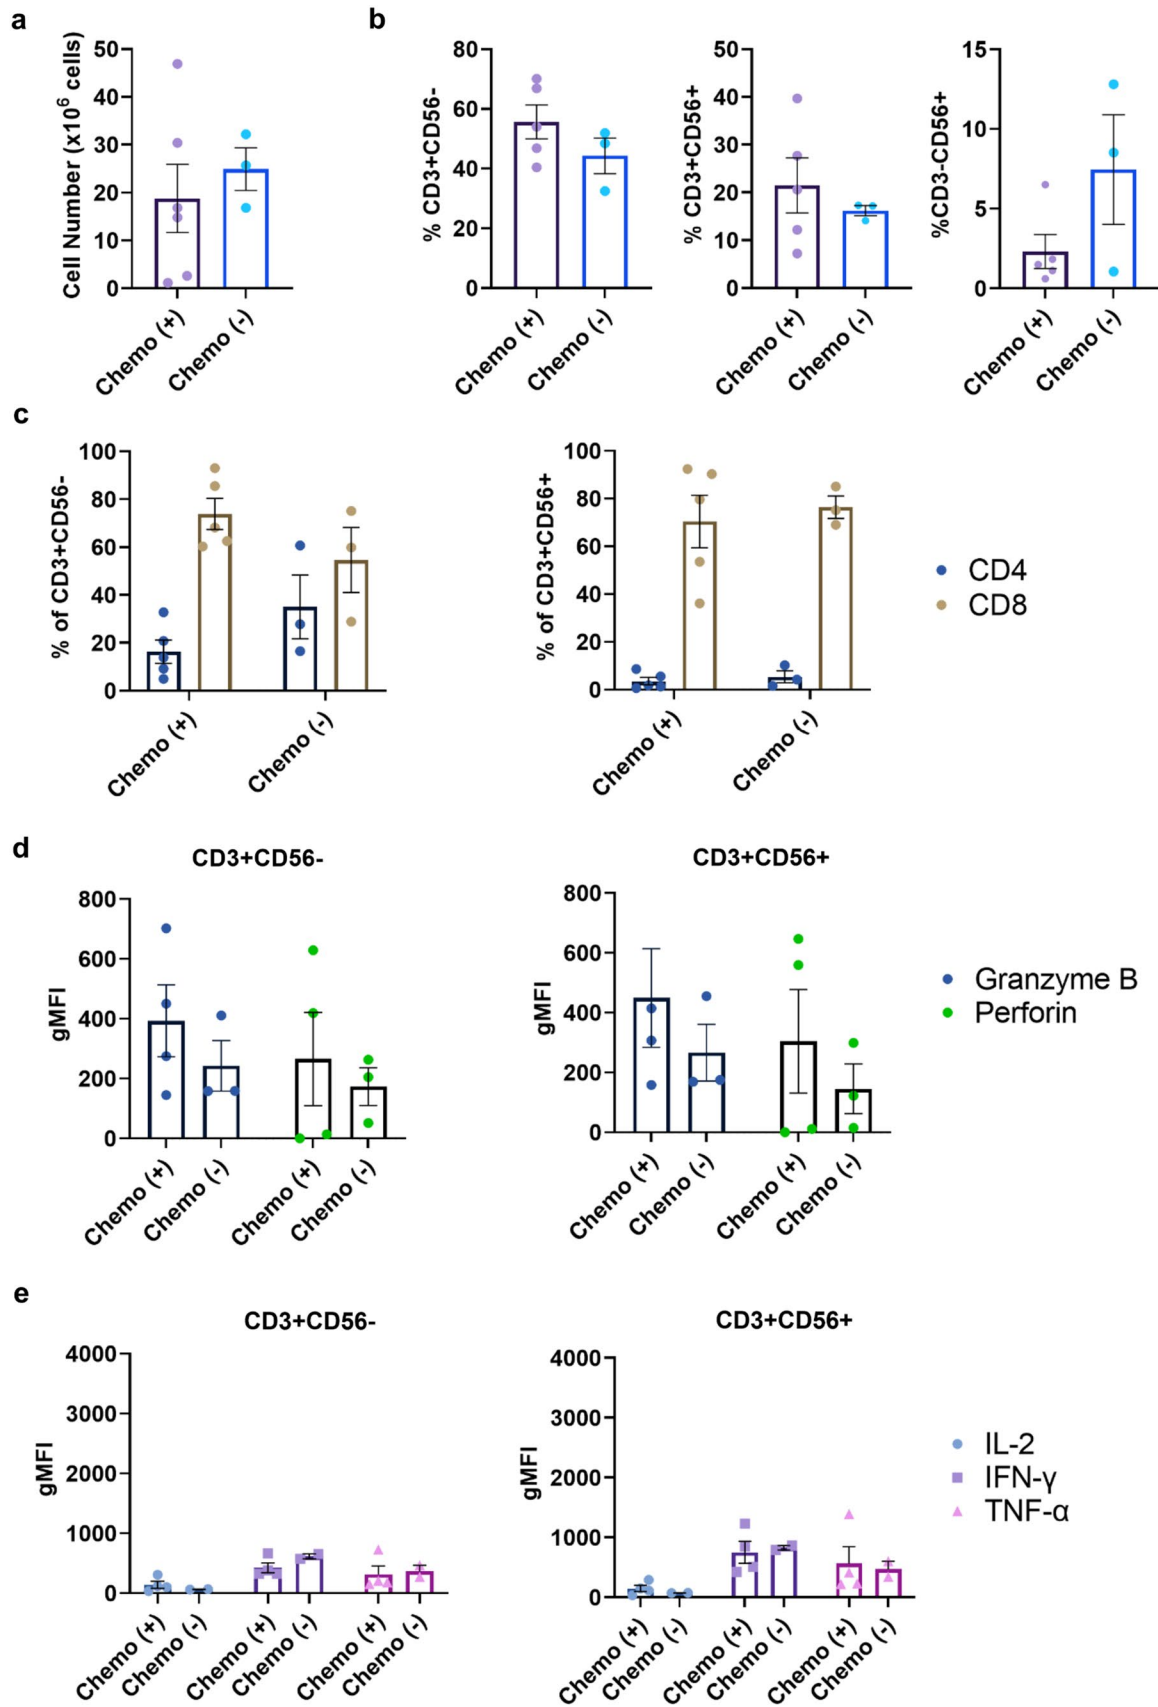 a
b
Cell Number (x10⁶ cells)
50
40
30
20
10
0
Chemo (+)
Chemo (-)
% CD3+CD56-
80
60
40
20
0
Chemo (+)
Chemo (-)
% CD3+CD56+
50
40
30
20
10
0
Chemo (+)
Chemo (-)
%CD3-CD56+
15
10
5
0
Chemo (+)
Chemo (-)
c
% of CD3+CD56-
100
80
60
40
20
0
Chemo (+)
Chemo (-)
% of CD3+CD56+
100
80
60
40
20
0
Chemo (+)
Chemo (-)
CD4
CD8
d
CD3+CD56-
gMFI
800
600
400
200
0
Chemo (+)
Chemo (-)
Chemo (+)
Chemo (-)
CD3+CD56+
gMFI
800
600
400
200
0
Chemo (+)
Chemo (-)
Chemo (+)
Chemo (-)
Granzyme B
Perforin
e
CD3+CD56-
gMFI
4000
3000
2000
1000
0
Chemo (+)
Chemo (-)
Chemo (+)
Chemo (-)
Chemo (+)
Chemo (-)
CD3+CD56+
gMFI
4000
3000
2000
1000
0
Chemo (+)
Chemo (-)
Chemo (+)
Chemo (-)
Chemo (+)
Chemo (-)
IL-2
IFN-γ
TNF-α